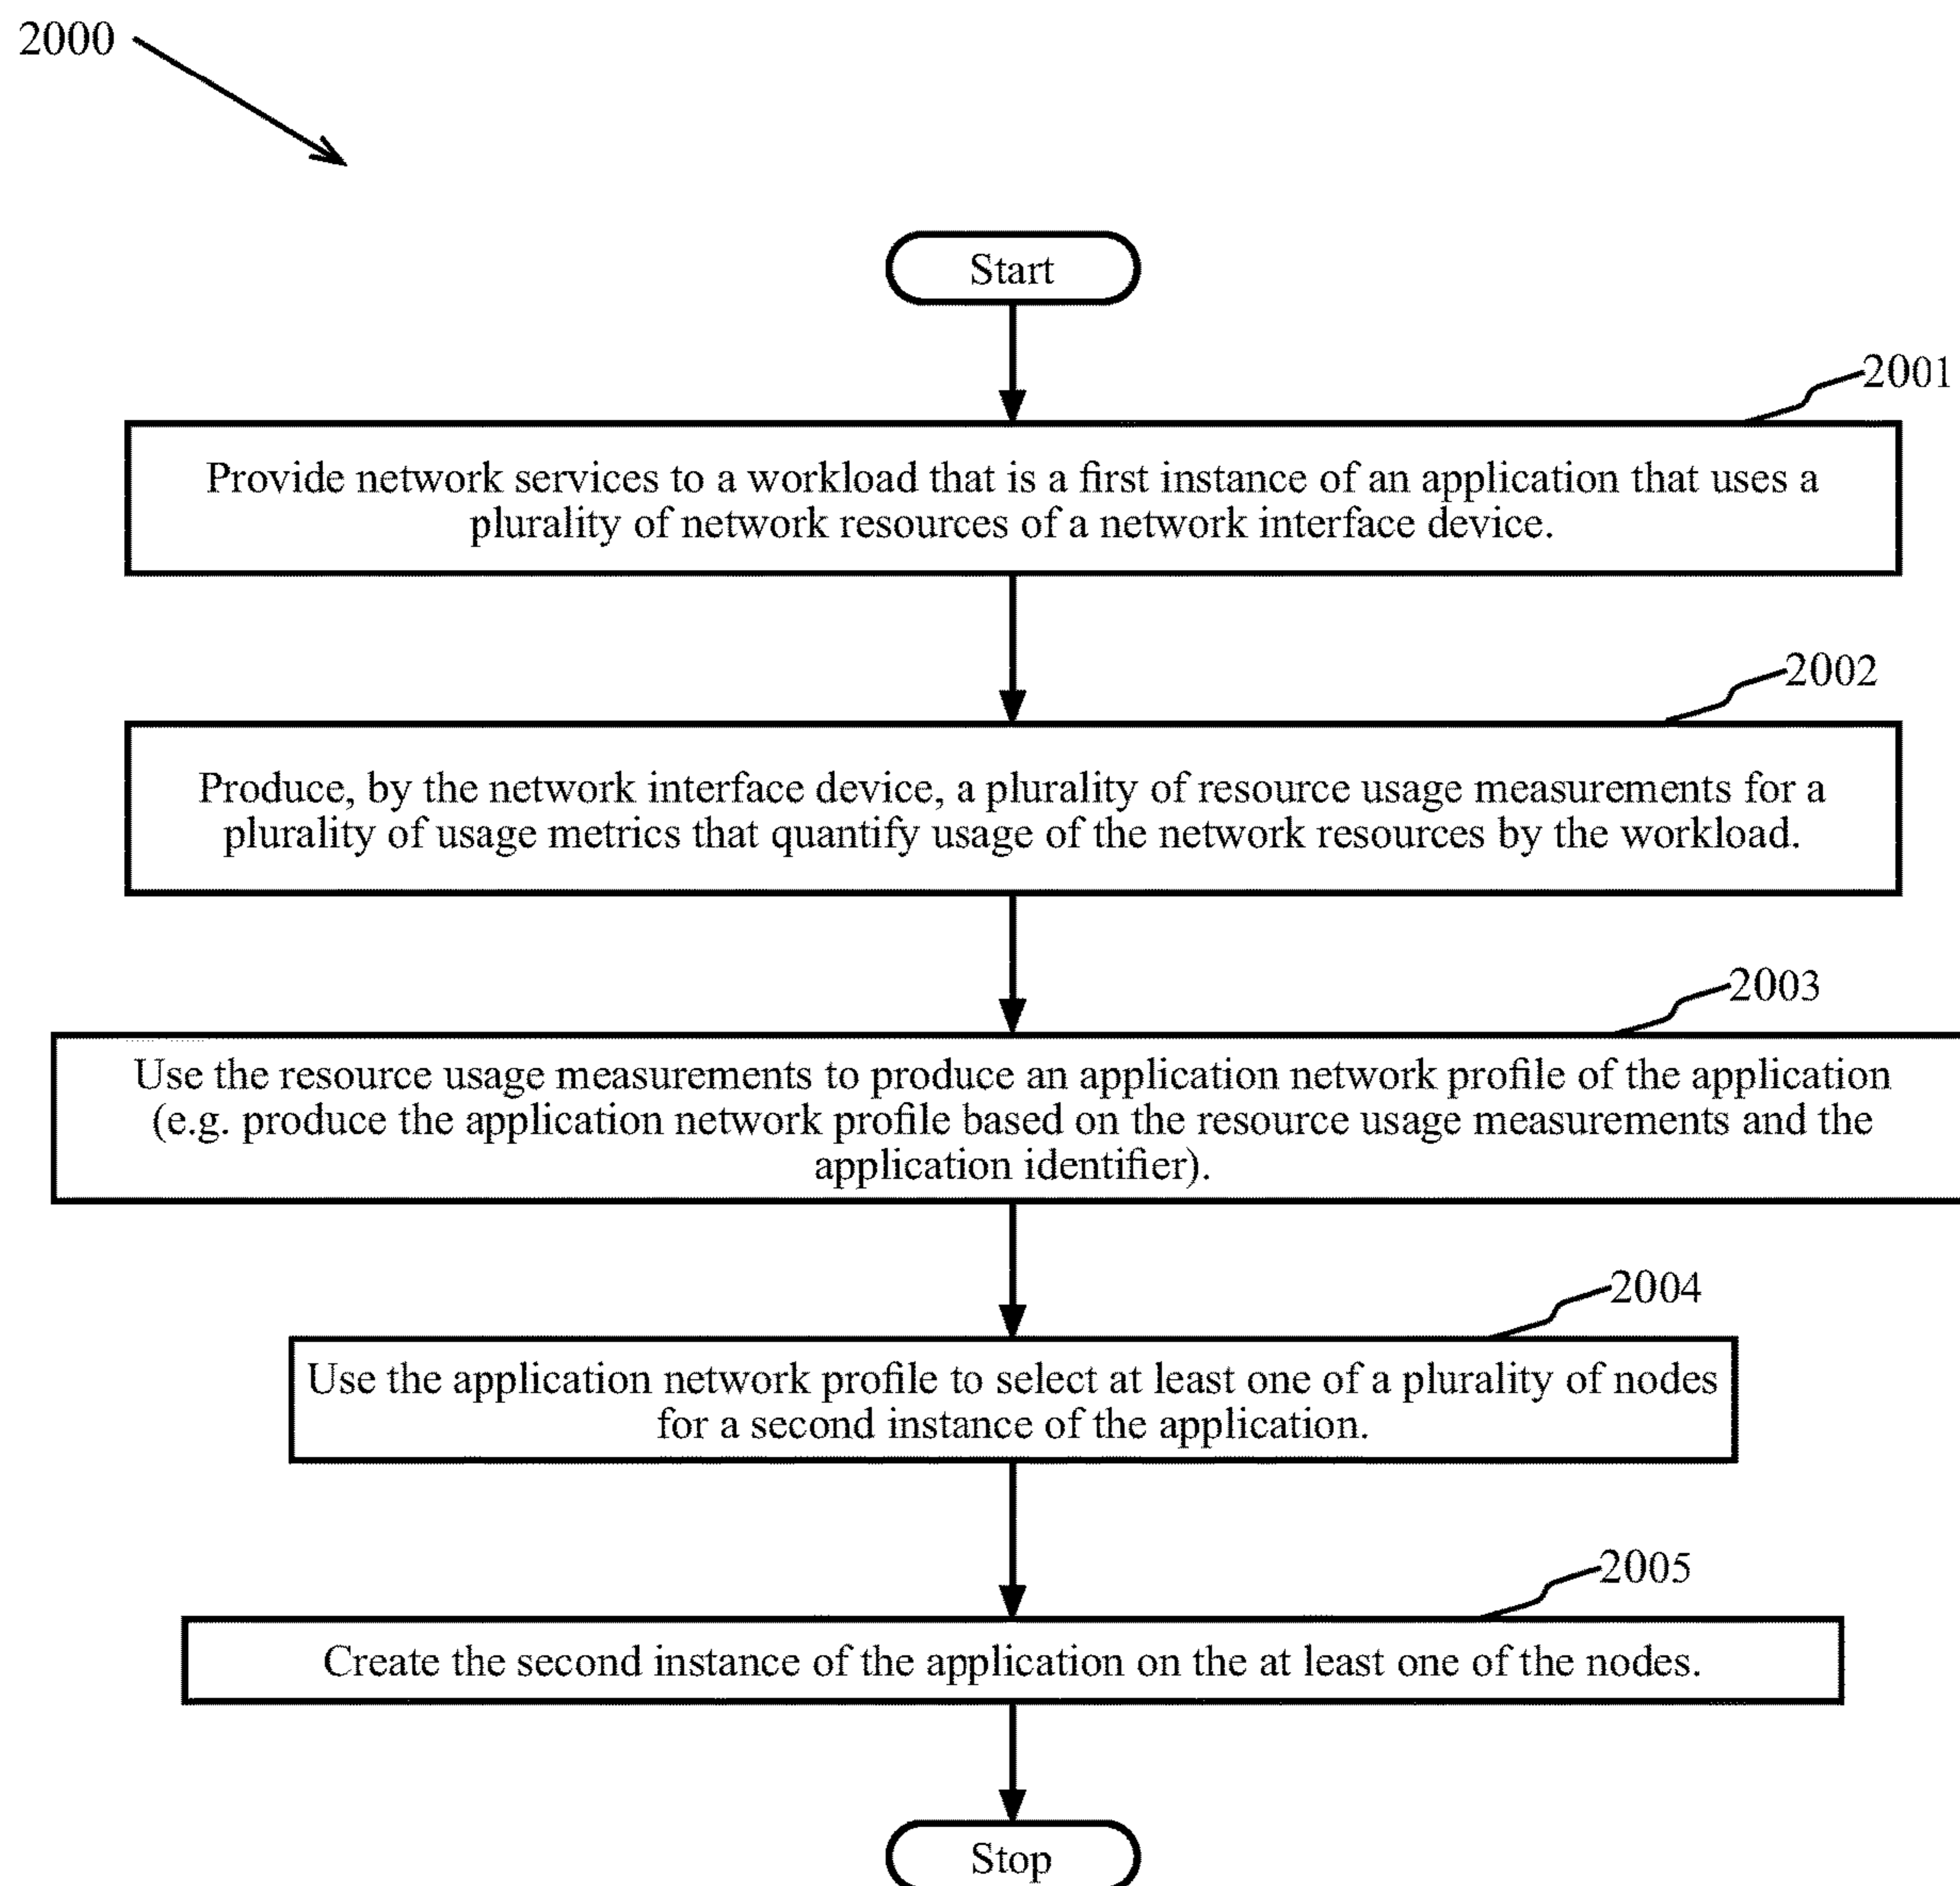 2000
Start
2001
Provide network services to a workload that is a first instance of an application that uses a
plurality of network resources of a network interface device.
2002
Produce, by the network interface device, a plurality of resource usage measurements for a
plurality of usage metrics that quantify usage of the network resources by the workload.
2003
Use the resource usage measurements to produce an application network profile of the application
(e.g. produce the application network profile based on the resource usage measurements and the
application identifier).
2004
Use the application network profile to select at least one of a plurality of nodes
for a second instance of the application.
2005
Create the second instance of the application on the at least one of the nodes.
Stop